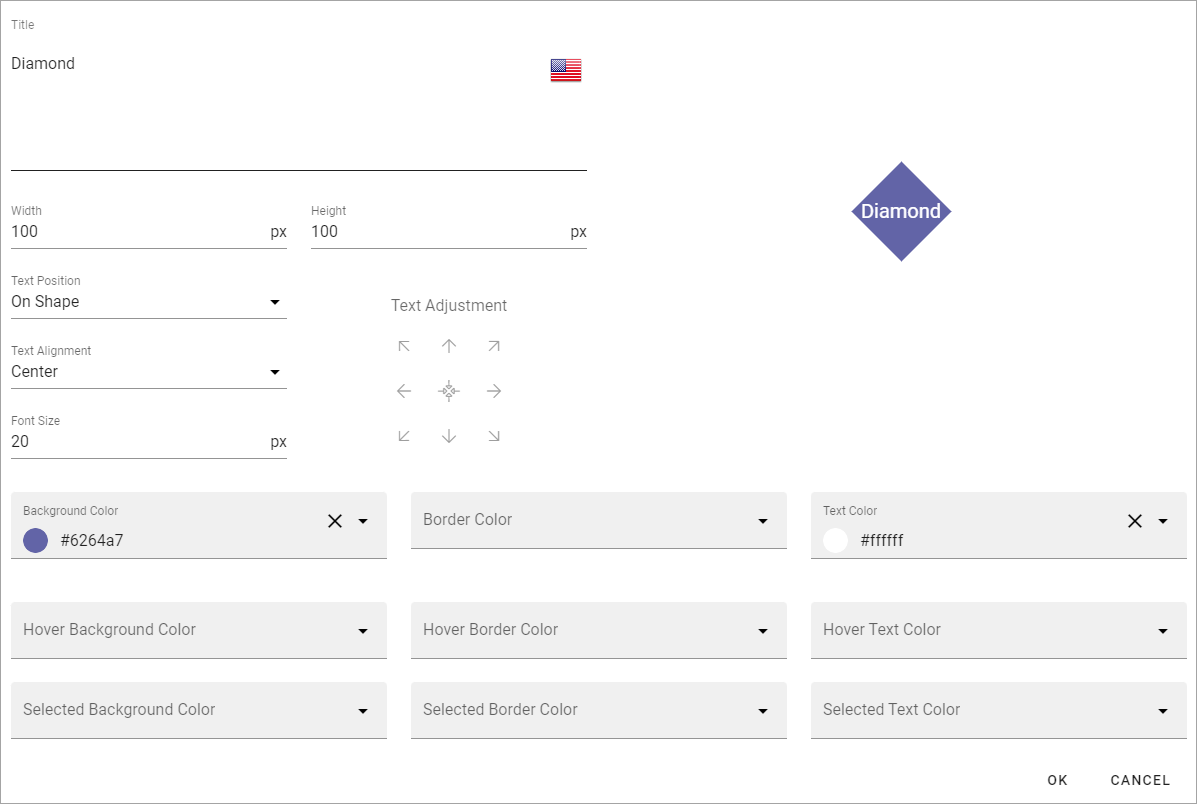 Title
Diamond
Diamond
Width
100 px
Height
100 px
Text Position
On Shape
Text Adjustment
Text Alignment
Center
Font Size
20 px
Background Color
#6264a7
Border Color
Text Color
#ffffff
Hover Background Color
Hover Border Color
Hover Text Color
Selected Background Color
Selected Border Color
Selected Text Color
OK
CANCEL